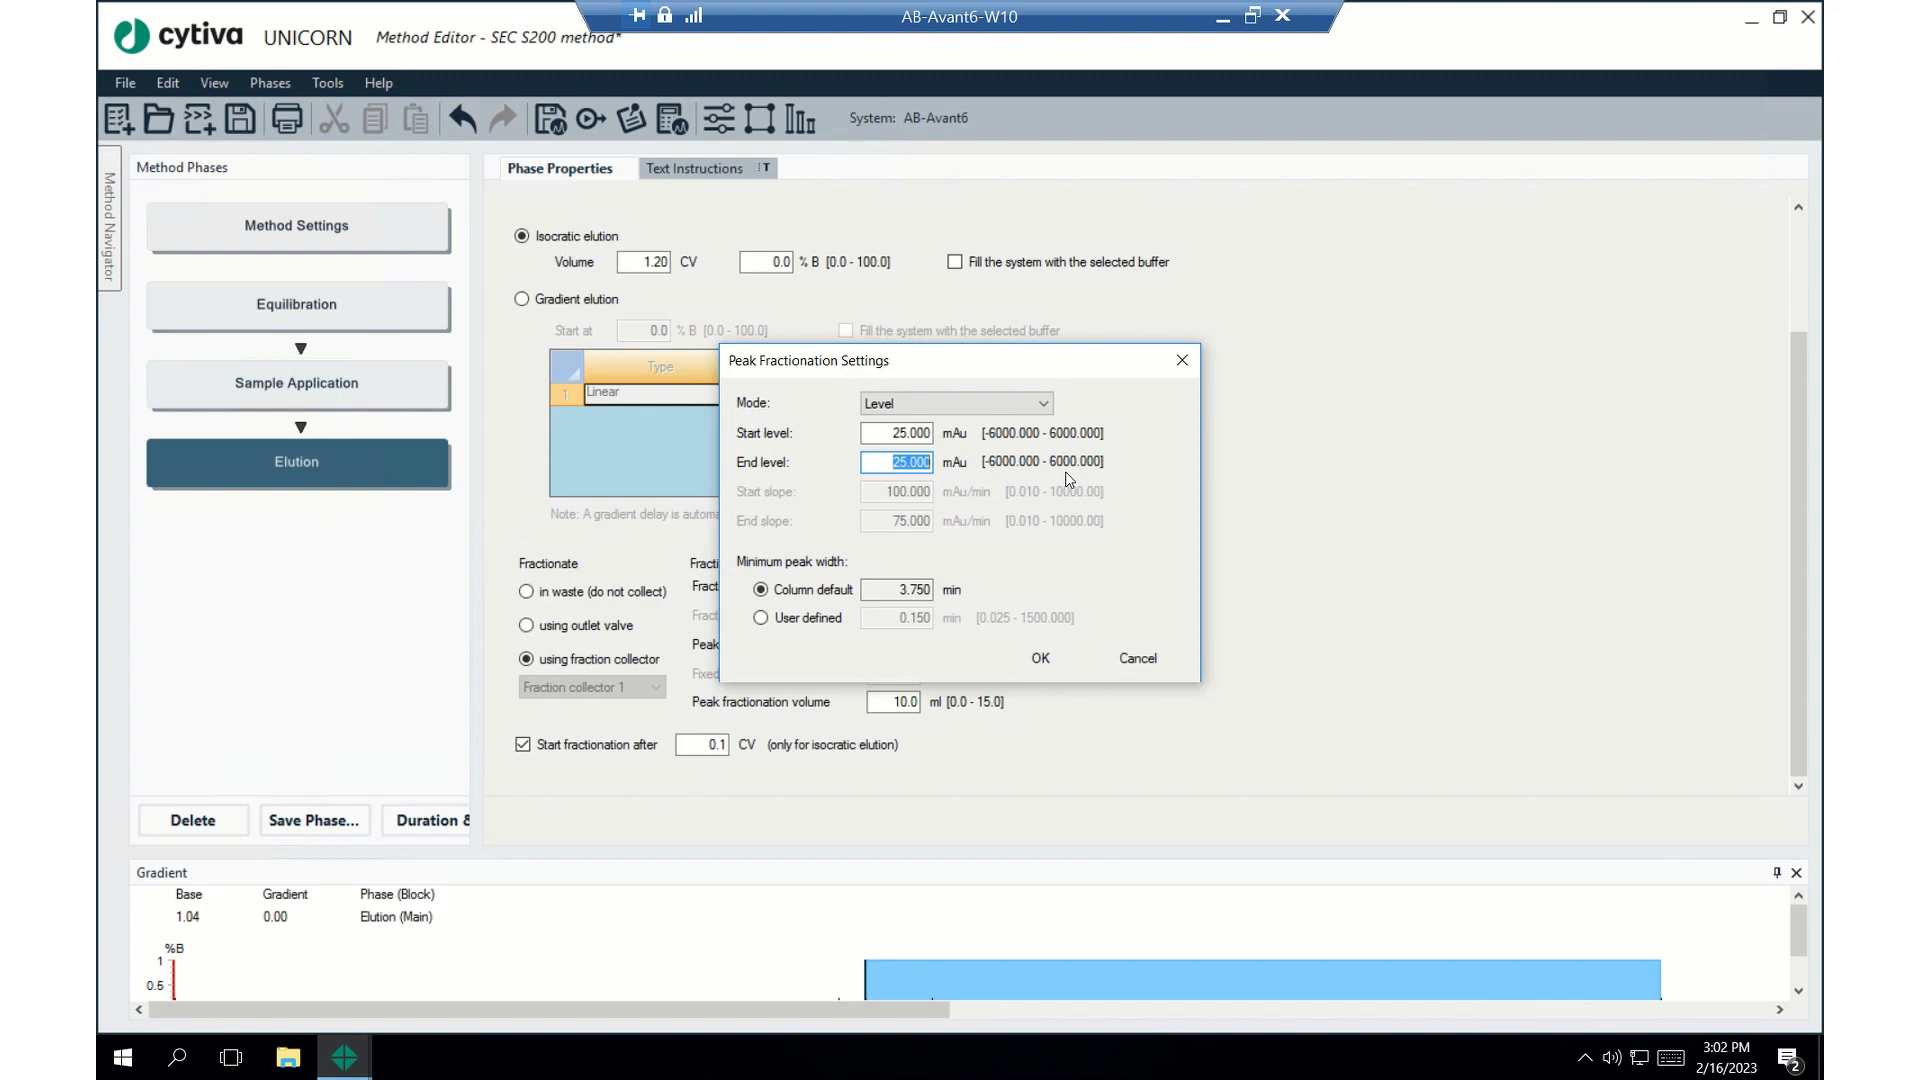 AB-Avant6-W10
cytiva UNICORN Method Editor - SEC S200 method*
File Edit View Phases Tools Help
System: AB-Avant6
Method Navigator
Method Phases
Method Settings
Equilibration
Sample Application
Elution
Delete Save Phase... Duration &
Phase Properties Text Instructions T
Isocratic elution
Volume 1.20 CV 0.0 % B [0.0 - 100.0] Fill the system with the selected buffer
Gradient elution
Start at 0.0 % B [0.0 - 100.0] Fill the system with the selected buffer
Type
1 Linear
Note: A gradient delay is automa
Fractionate
in waste (do not collect)
using outlet valve
using fraction collector
Fraction collector 1
Fracti
Fract
Fract
Peak
Fixed
Peak fractionation volume 10.0 ml [0.0 - 15.0]
Start fractionation after 0.1 CV (only for isocratic elution)
Peak Fractionation Settings
Mode: Level
Start level: 25.000 mAu [-6000.000 - 6000.000]
End level: 25.000 mAu [-6000.000 - 6000.000]
Start slope: 100.000 mAu/min [0.010 - 10000.00]
End slope: 75.000 mAu/min [0.010 - 10000.00]
Minimum peak width:
Column default 3.750 min
User defined 0.150 min [0.025 - 1500.000]
OK Cancel
Gradient
Base Gradient Phase (Block)
1.04 0.00 Elution (Main)
%B
1
0.5
3:02 PM
2/16/2023
2